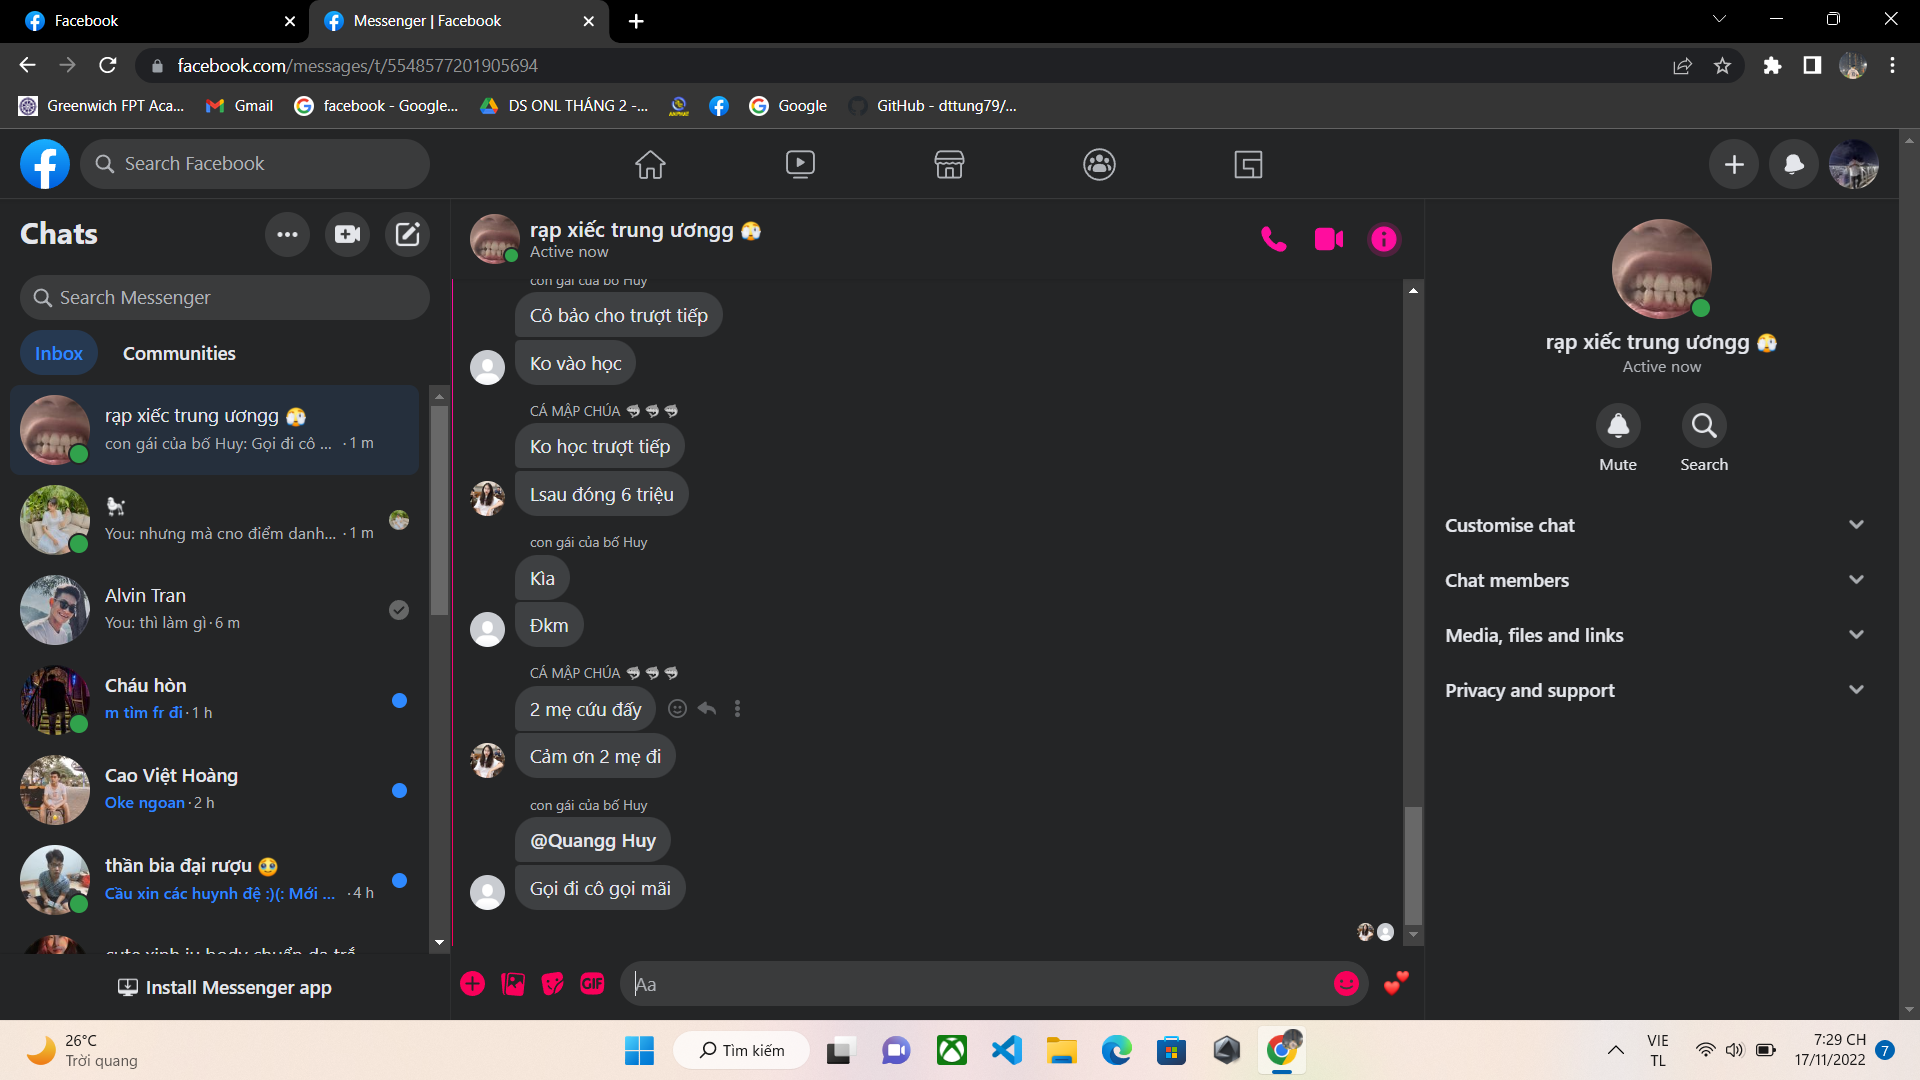 Facebook
Messenger | Facebook
facebook.com/messages/t/5548577201905694
Greenwich FPT Aca...
Gmail
facebook - Google...
DS ONL THÁNG 2 -...
Google
GitHub - dttung79/...
Search Facebook
Chats
Search Messenger
Inbox
Communities
rạp xiếc trung ươngg 🫣
con gái của bố Huy: Gọi đi cô ... · 1 m
🐩
You: nhưng mà cno điểm danh... · 1 m
Alvin Tran
You: thì làm gì · 6 m
Cháu hòn
m tìm fr đi · 1 h
Cao Việt Hoàng
Oke ngoan · 2 h
thần bia đại rượu 🥹
Cầu xin các huynh đệ :)(: Mới ... · 4 h
Install Messenger app
rạp xiếc trung ươngg 🫣
Active now
con gái của bố Huy
Cô bảo cho trượt tiếp
Ko vào học
CÁ MẬP CHÚA 🦈 🦈 🦈
Ko học trượt tiếp
Lsau đóng 6 triệu
con gái của bố Huy
Kìa
Đkm
CÁ MẬP CHÚA 🦈 🦈 🦈
2 mẹ cứu đấy
Cảm ơn 2 mẹ đi
con gái của bố Huy
@Quangg Huy
Gọi đi cô gọi mãi
GIF
Aa
rạp xiếc trung ươngg 🫣
Active now
Mute
Search
Customise chat
Chat members
Media, files and links
Privacy and support
26°C
Trời quang
Tìm kiếm
VIE
TL
7:29 CH
17/11/2022
7